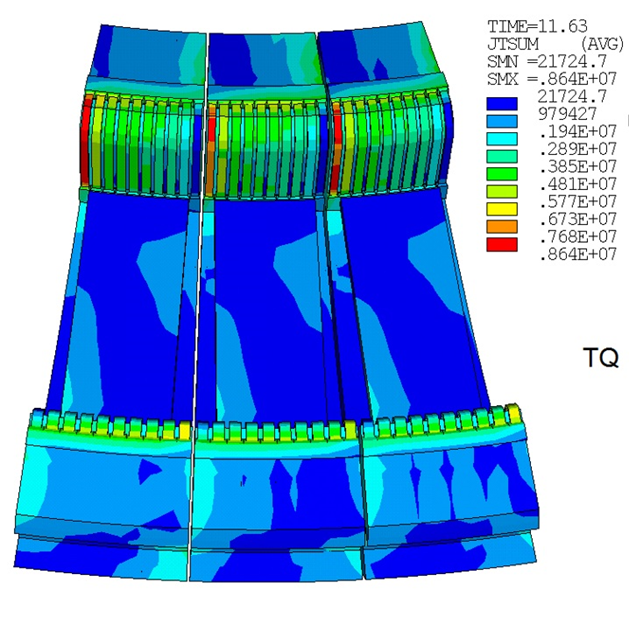 TIME=11.63
JTSUM (AVG)
SMN =21724.7
SMX =.864E+07
21724.7
979427
.194E+07
.289E+07
.385E+07
.481E+07
.577E+07
.673E+07
.768E+07
.864E+07
TQ